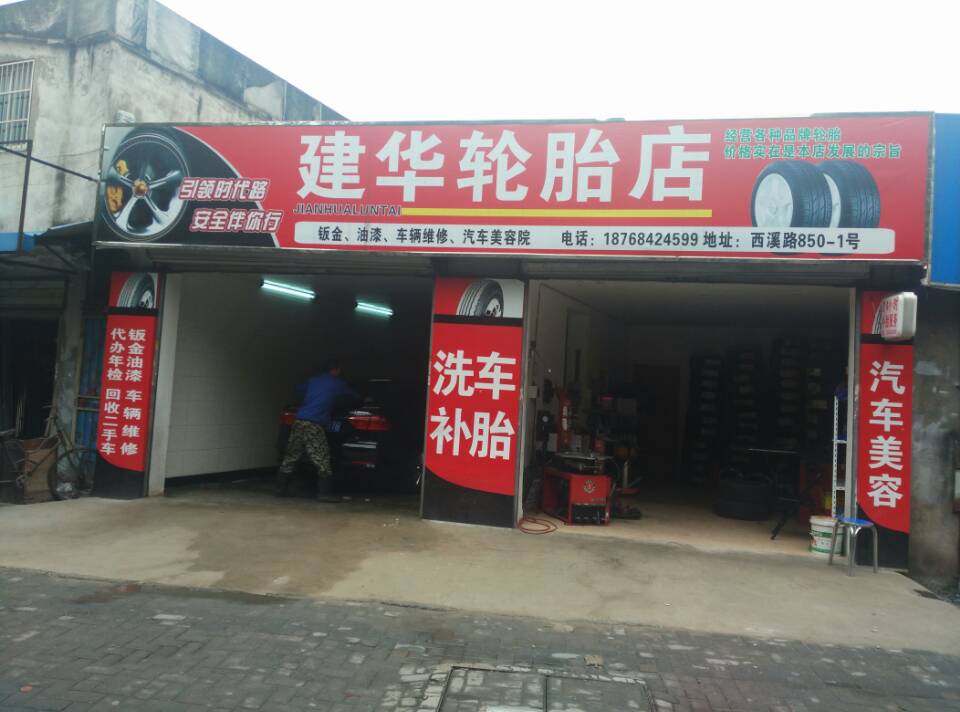 建华轮胎店
JIANHUALUNTAI
引领时代路
安全伴你行
经营各种品牌轮胎
价格实在是本店发展的宗旨
钣金、油漆、车辆维修、汽车美容院 电话：18768424599 地址：西溪路850-1号
钣金油漆 车辆维修
代办年检 回收二手车
洗车
补胎
汽车美容